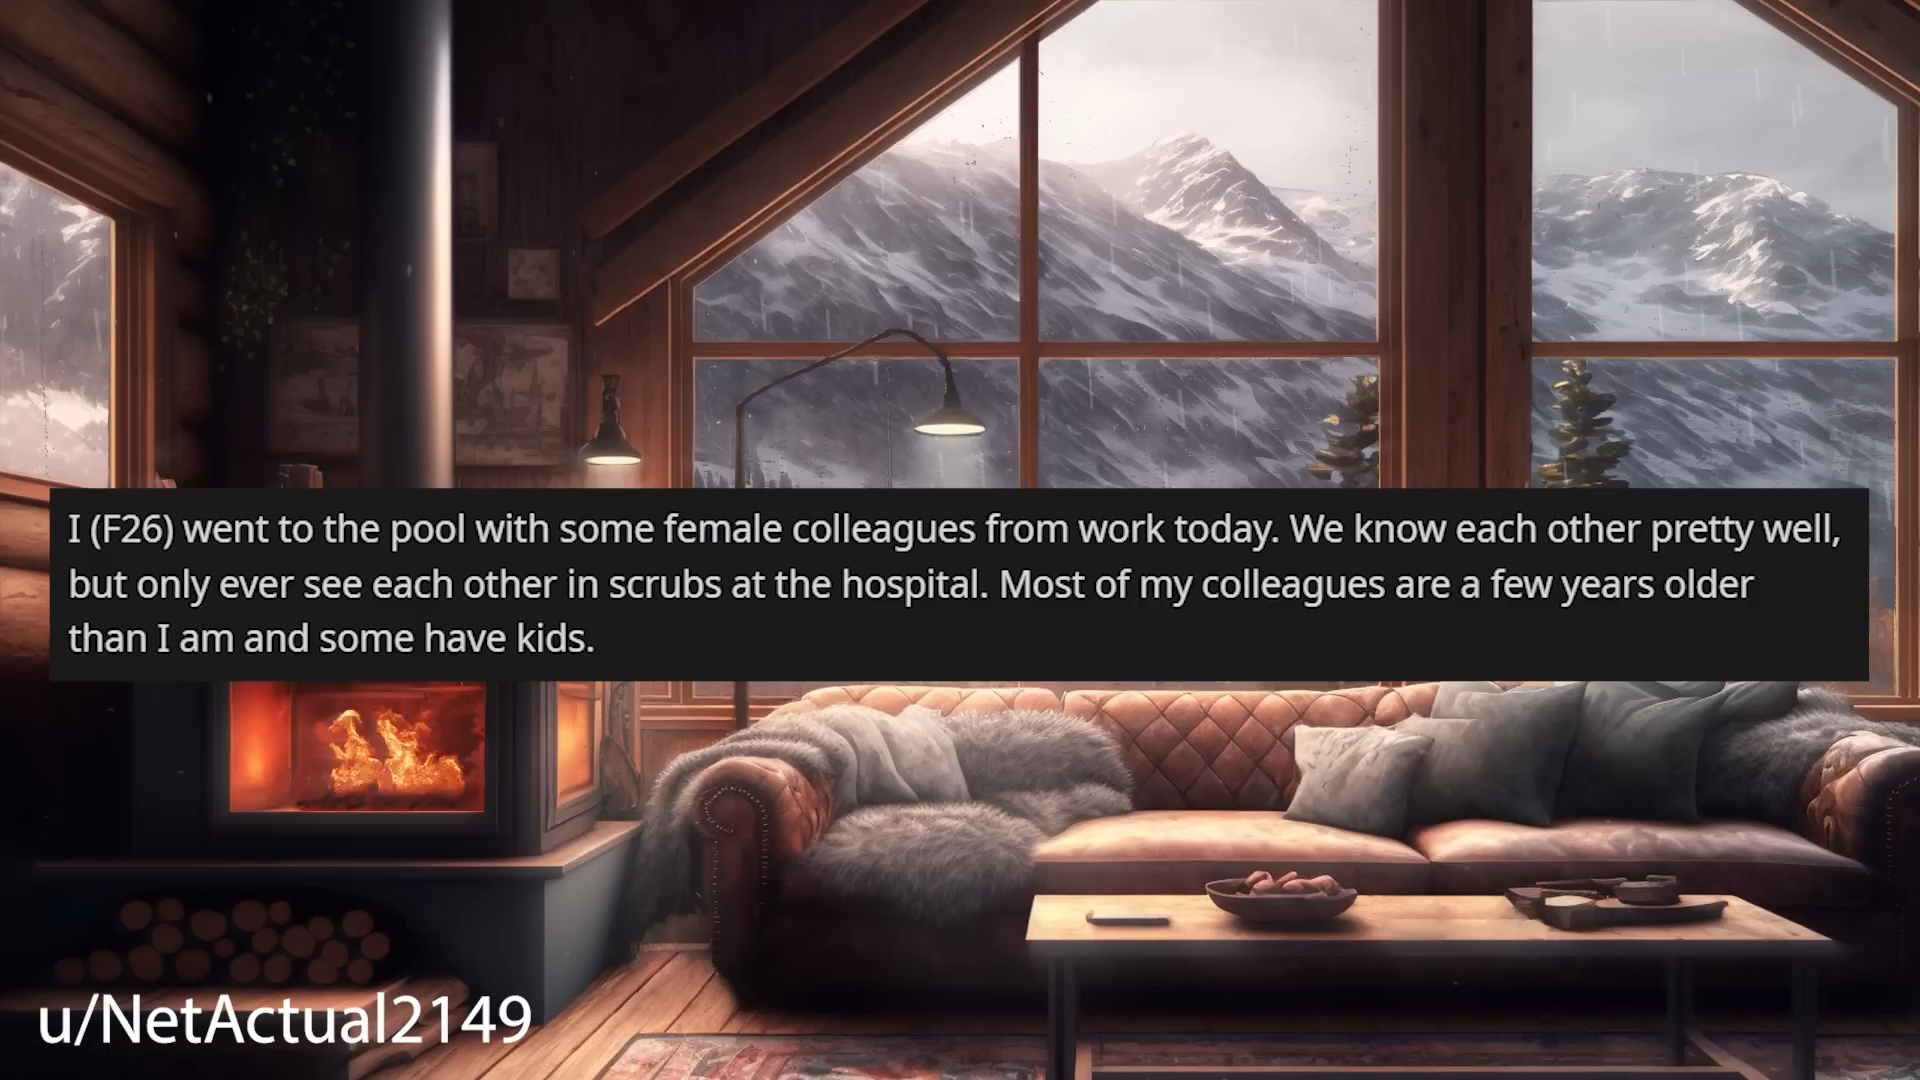 I (F26) went to the pool with some female colleagues from work today. We know each other pretty well,
but only ever see each other in scrubs at the hospital. Most of my colleagues are a few years older
than I am and some have kids.
u/NetActual2149